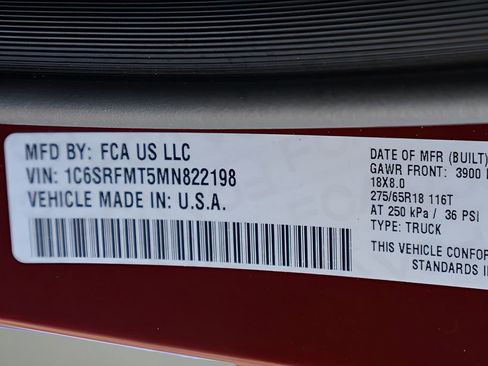 MFD BY: FCA US LLC
VIN: 1C6SRFMT5MN822198
VEHICLE MADE IN: U.S.A.
DATE OF MFR (BUILT)
GAWR FRONT: 3900
18X8.0
275/65R18 116T
AT 250 kPa / 36 PSI
TYPE: TRUCK
THIS VEHICLE CONFOR
STANDARDS I